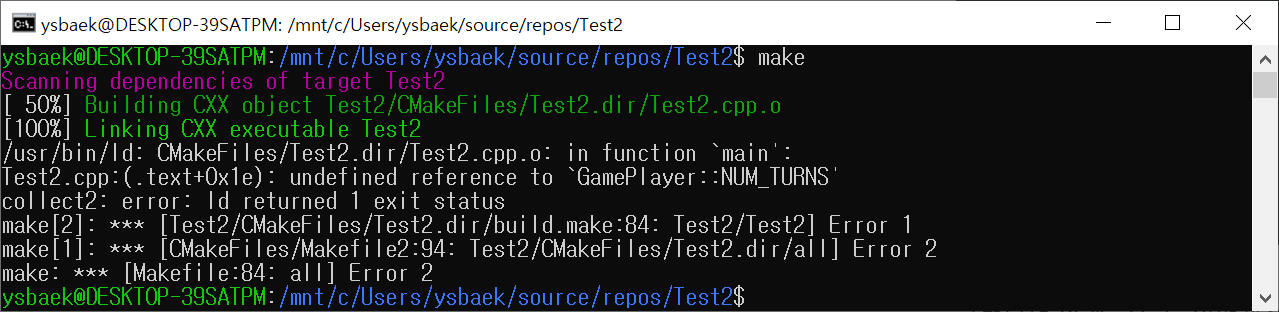 ysbaek@DESKTOP-39SATPM: /mnt/c/Users/ysbaek/source/repos/Test2
ysbaek@DESKTOP-39SATPM:/mnt/c/Users/ysbaek/source/repos/Test2$ make
Scanning dependencies of target Test2
[ 50%] Building CXX object Test2/CMakeFiles/Test2.dir/Test2.cpp.o
[100%] Linking CXX executable Test2
/usr/bin/ld: CMakeFiles/Test2.dir/Test2.cpp.o: in function `main':
Test2.cpp:(.text+0x1e): undefined reference to `GamePlayer::NUM_TURNS'
collect2: error: ld returned 1 exit status
make[2]: *** [Test2/CMakeFiles/Test2.dir/build.make:84: Test2/Test2] Error 1
make[1]: *** [CMakeFiles/Makefile2:94: Test2/CMakeFiles/Test2.dir/all] Error 2
make: *** [Makefile:84: all] Error 2
ysbaek@DESKTOP-39SATPM:/mnt/c/Users/ysbaek/source/repos/Test2$